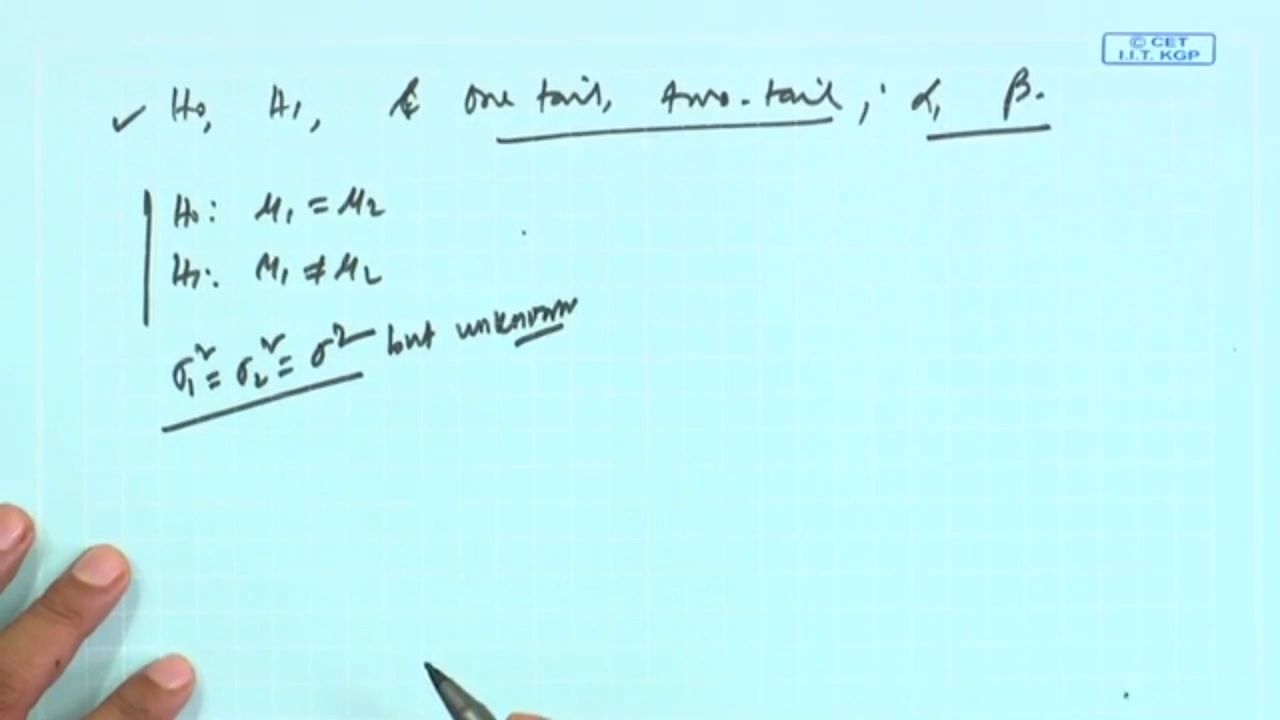 © CET
I.I.T. KGP
✓ H₀, H₁, & one tail, two-tail, ; α, β.
H₀: μ₁ = μ₂
H₁: μ₁ ≠ μ₂
σ₁² = σ₂² = σ² but unknown